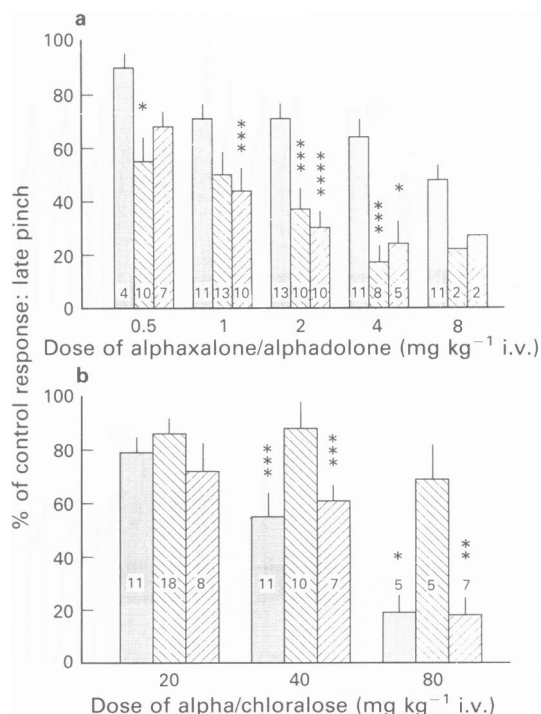 a
100
80
60
40
20
0
*
***
***
****
***
*
4 10 7 11 13 10 13 10 10 11 8 5 11 2 2
0.5 1 2 4 8
Dose of alphaxalone/alphadolone (mg kg⁻¹ i.v.)
% of control response: late pinch
b
100
80
60
40
20
0
***
***
*
**
11 18 8 11 10 7 5 5 7
20 40 80
Dose of alpha/chloralose (mg kg⁻¹ i.v.)